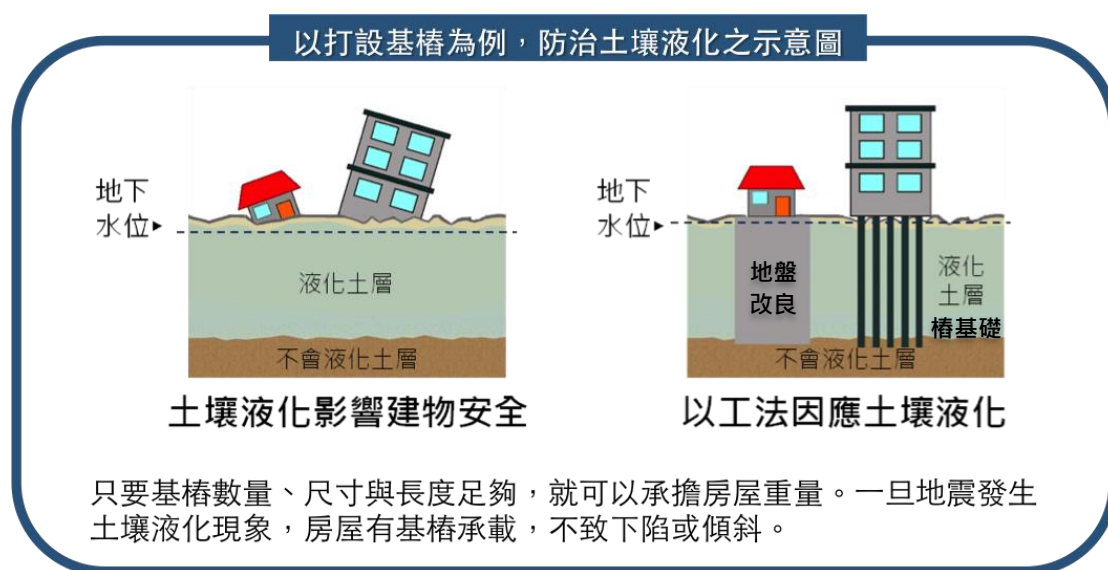 以打設基樁為例，防治土壤液化之示意圖
地下
水位
液化土層
不會液化土層
土壤液化影響建物安全
地下
水位
地盤
改良
液化
土層
樁基礎
不會液化土層
以工法因應土壤液化
只要基樁數量、尺寸與長度足夠，就可以承擔房屋重量。一旦地震發生
土壤液化現象，房屋有基樁承載，不致下陷或傾斜。